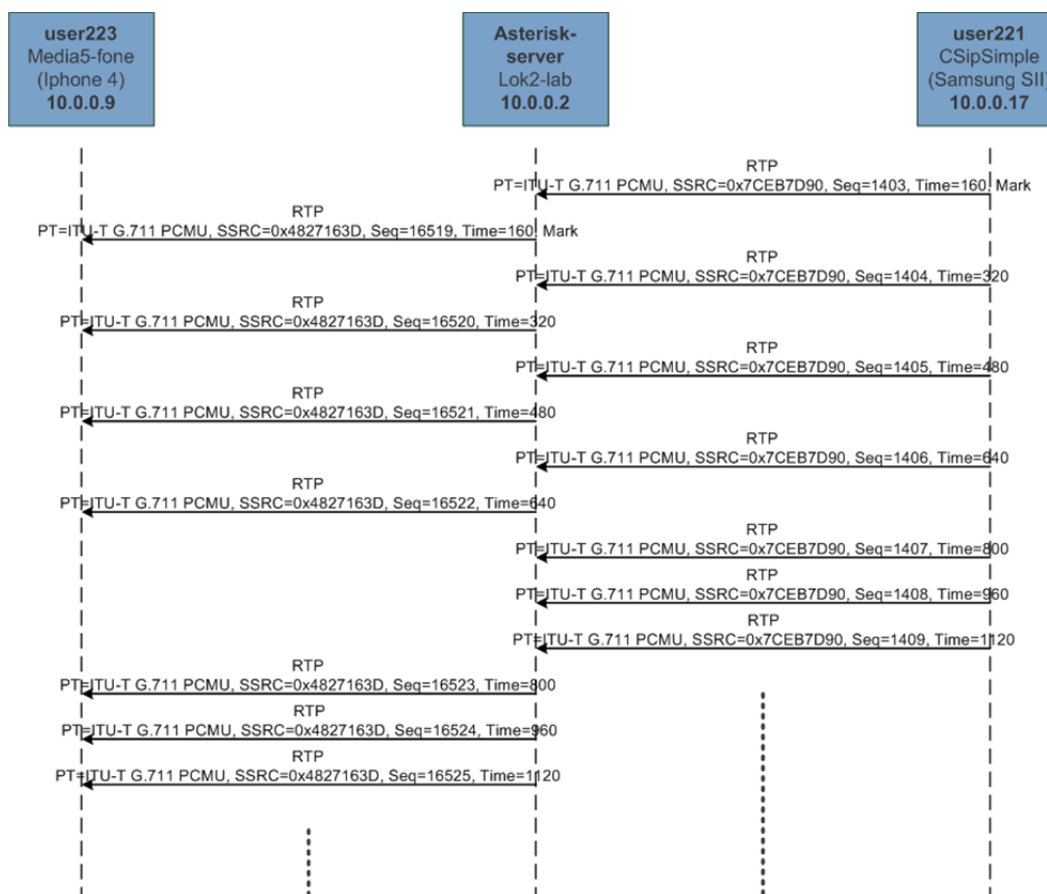 user223
Media5-fone
(Iphone 4)
10.0.0.9
Asterisk-
server
Lok2-lab
10.0.0.2
user221
CSipSimple
(Samsung SII)
10.0.0.17
RTP
PT=ITU-T G.711 PCMU, SSRC=0x7CEB7D90, Seq=1403, Time=160, Mark
RTP
PT=ITU-T G.711 PCMU, SSRC=0x4827163D, Seq=16519, Time=160, Mark
RTP
PT=ITU-T G.711 PCMU, SSRC=0x7CEB7D90, Seq=1404, Time=320
RTP
PT=ITU-T G.711 PCMU, SSRC=0x4827163D, Seq=16520, Time=320
RTP
PT=ITU-T G.711 PCMU, SSRC=0x7CEB7D90, Seq=1405, Time=480
RTP
PT=ITU-T G.711 PCMU, SSRC=0x4827163D, Seq=16521, Time=480
RTP
PT=ITU-T G.711 PCMU, SSRC=0x7CEB7D90, Seq=1406, Time=640
RTP
PT=ITU-T G.711 PCMU, SSRC=0x4827163D, Seq=16522, Time=640
RTP
PT=ITU-T G.711 PCMU, SSRC=0x7CEB7D90, Seq=1407, Time=800
RTP
PT=ITU-T G.711 PCMU, SSRC=0x7CEB7D90, Seq=1408, Time=960
RTP
PT=ITU-T G.711 PCMU, SSRC=0x7CEB7D90, Seq=1409, Time=1120
RTP
PT=ITU-T G.711 PCMU, SSRC=0x4827163D, Seq=16523, Time=800
RTP
PT=ITU-T G.711 PCMU, SSRC=0x4827163D, Seq=16524, Time=960
RTP
PT=ITU-T G.711 PCMU, SSRC=0x4827163D, Seq=16525, Time=1120